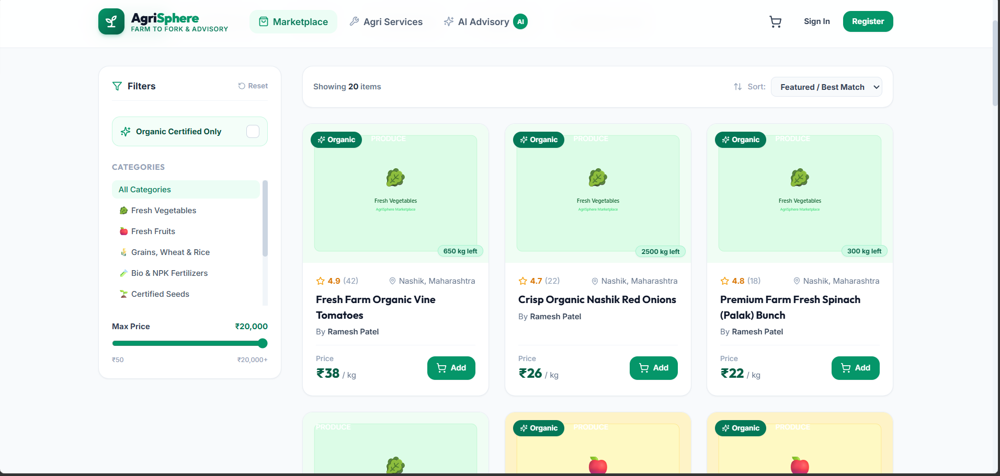 AgriSphere
FARM TO FORK & ADVISORY
Marketplace
Agri Services
AI Advisory AI
Sign In
Register
Filters
Reset
Organic Certified Only
CATEGORIES
All Categories
Fresh Vegetables
Fresh Fruits
Grains, Wheat & Rice
Bio & NPK Fertilizers
Certified Seeds
Max Price ₹20,000
₹50 ₹20,000+
Showing 20 items
Sort: Featured / Best Match
Organic PRODUCE
Fresh Vegetables
AgriSphere Marketplace
650 kg left
4.9 (42) Nashik, Maharashtra
Fresh Farm Organic Vine
Tomatoes
By Ramesh Patel
Price
₹38 / kg
Add
Organic PRODUCE
Fresh Vegetables
AgriSphere Marketplace
2500 kg left
4.7 (22) Nashik, Maharashtra
Crisp Organic Nashik Red Onions
By Ramesh Patel
Price
₹26 / kg
Add
Organic PRODUCE
Fresh Vegetables
AgriSphere Marketplace
300 kg left
4.8 (18) Nashik, Maharashtra
Premium Farm Fresh Spinach
(Palak) Bunch
By Ramesh Patel
Price
₹22 / kg
Add
PRODUCE
Organic PRODUCE
Organic PRODUCE